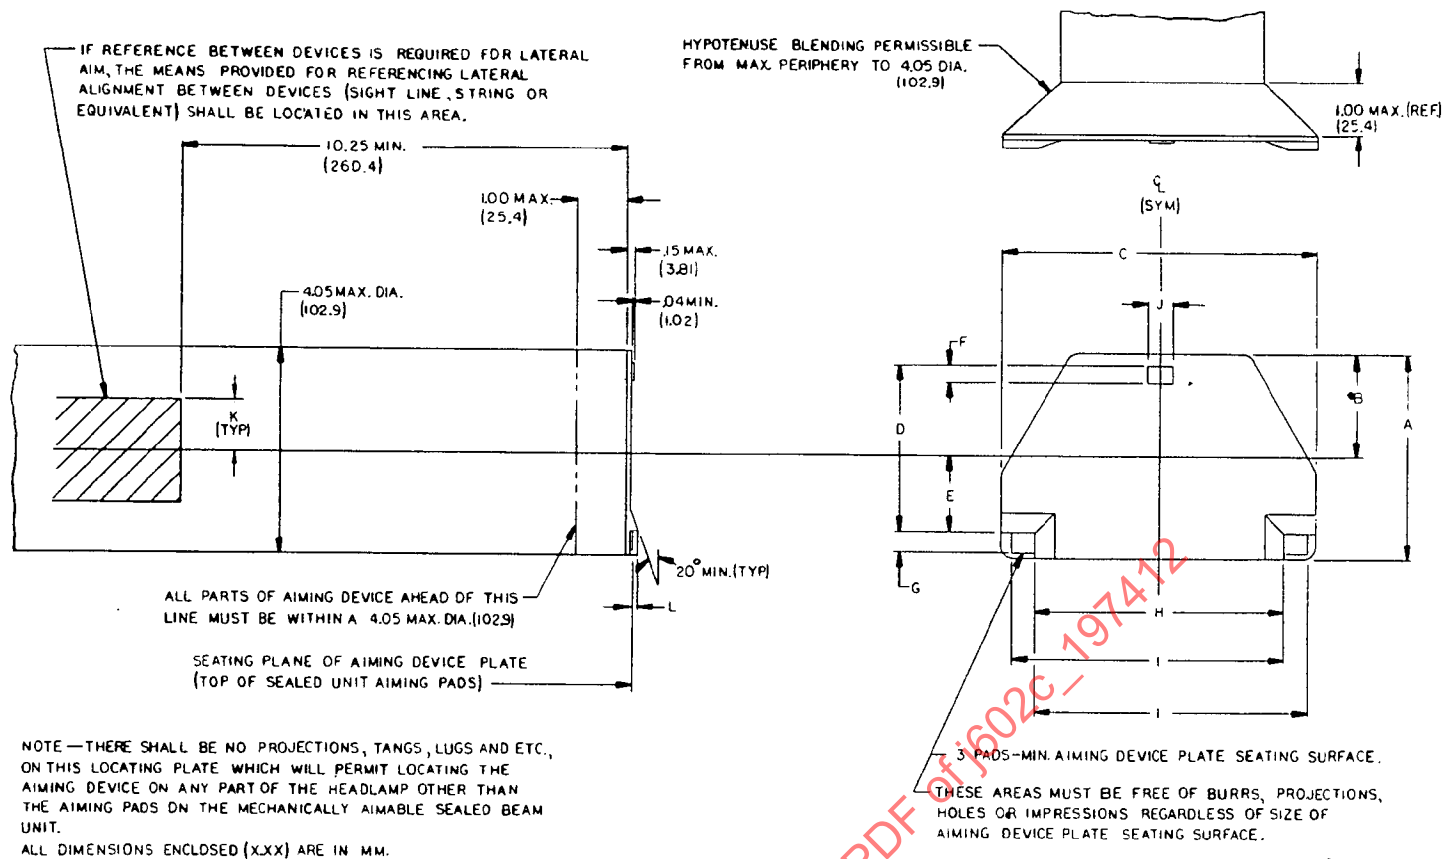 IF REFERENCE BETWEEN DEVICES IS REQUIRED FOR LATERAL
AIM, THE MEANS PROVIDED FOR REFERENCING LATERAL
ALIGNMENT BETWEEN DEVICES (SIGHT LINE, STRING OR
EQUIVALENT) SHALL BE LOCATED IN THIS AREA.
10.25 MIN.
(260.4)
1.00 MAX.
(25.4)
.15 MAX.
(3.81)
.04 MIN.
(1.02)
4.05 MAX. DIA.
(102.9)
K
(TYP)
20° MIN. (TYP)
L
ALL PARTS OF AIMING DEVICE AHEAD OF THIS
LINE MUST BE WITHIN A 4.05 MAX. DIA. (102.9)
SEATING PLANE OF AIMING DEVICE PLATE
(TOP OF SEALED UNIT AIMING PADS)
NOTE — THERE SHALL BE NO PROJECTIONS, TANGS, LUGS AND ETC.,
ON THIS LOCATING PLATE WHICH WILL PERMIT LOCATING THE
AIMING DEVICE ON ANY PART OF THE HEADLAMP OTHER THAN
THE AIMING PADS ON THE MECHANICALLY AIMABLE SEALED BEAM
UNIT.
ALL DIMENSIONS ENCLOSED (X.XX) ARE IN MM.
HYPOTENUSE BLENDING PERMISSIBLE
FROM MAX. PERIPHERY TO 4.05 DIA.
(102.9)
1.00 MAX. (REF.)
(25.4)
CL
(SYM)
C
J
F
B
A
D
E
G
H
I
I
3 PADS-MIN. AIMING DEVICE PLATE SEATING SURFACE.
THESE AREAS MUST BE FREE OF BURRS, PROJECTIONS,
HOLES OR IMPRESSIONS REGARDLESS OF SIZE OF
AIMING DEVICE PLATE SEATING SURFACE.
PDF of j602c_197412